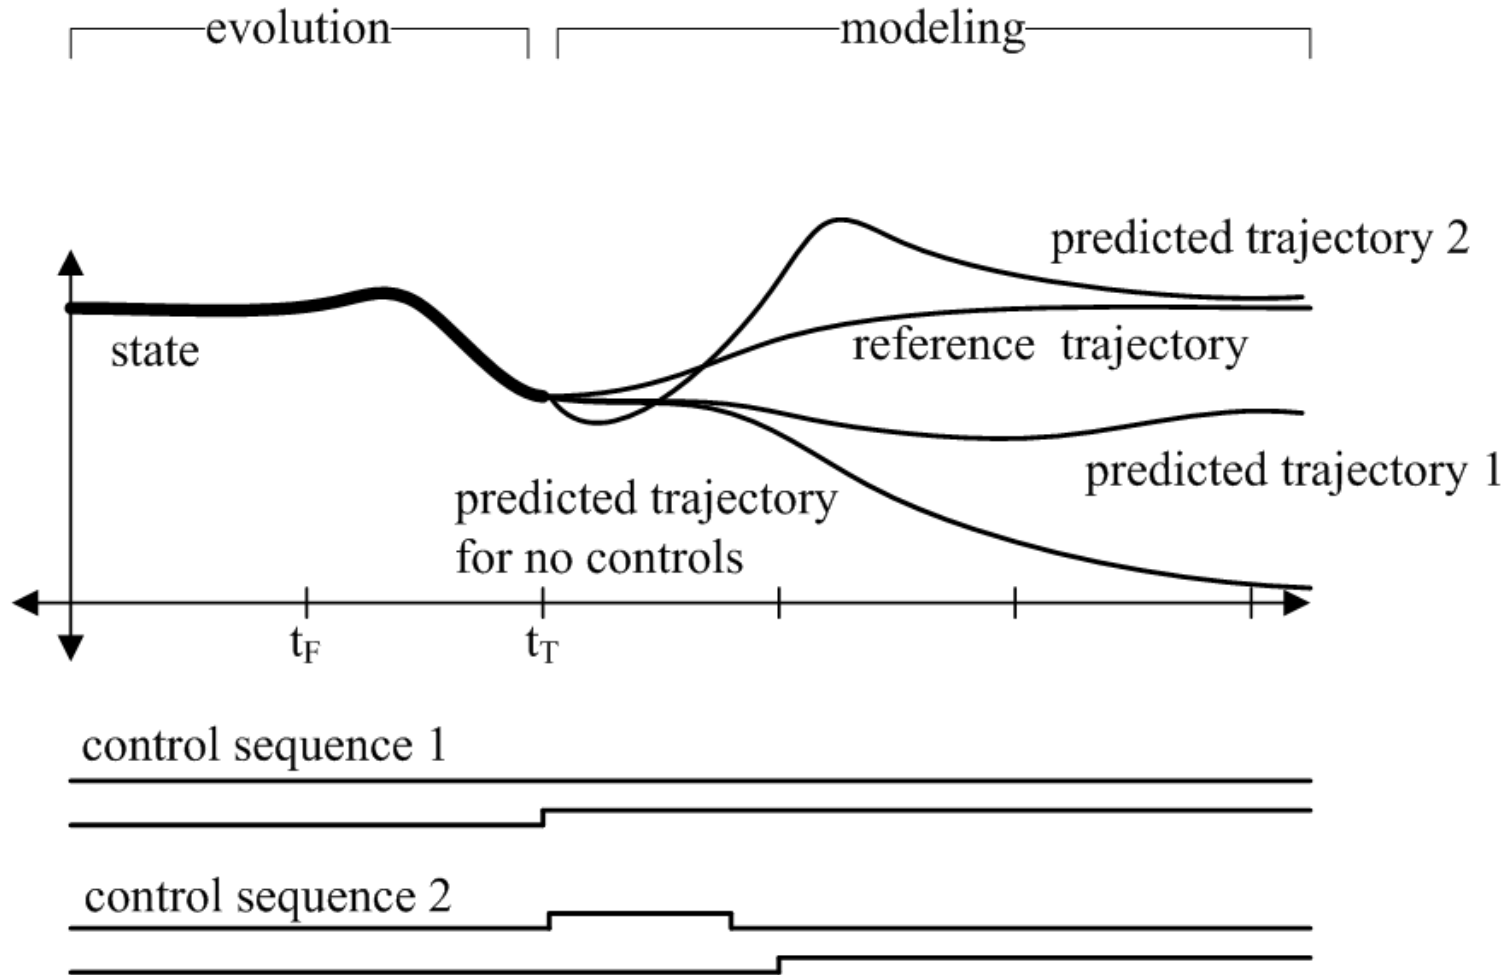 evolution
modeling
predicted trajectory 2
state
reference trajectory
predicted trajectory 1
predicted trajectory
for no controls
tF
tT
control sequence 1
control sequence 2